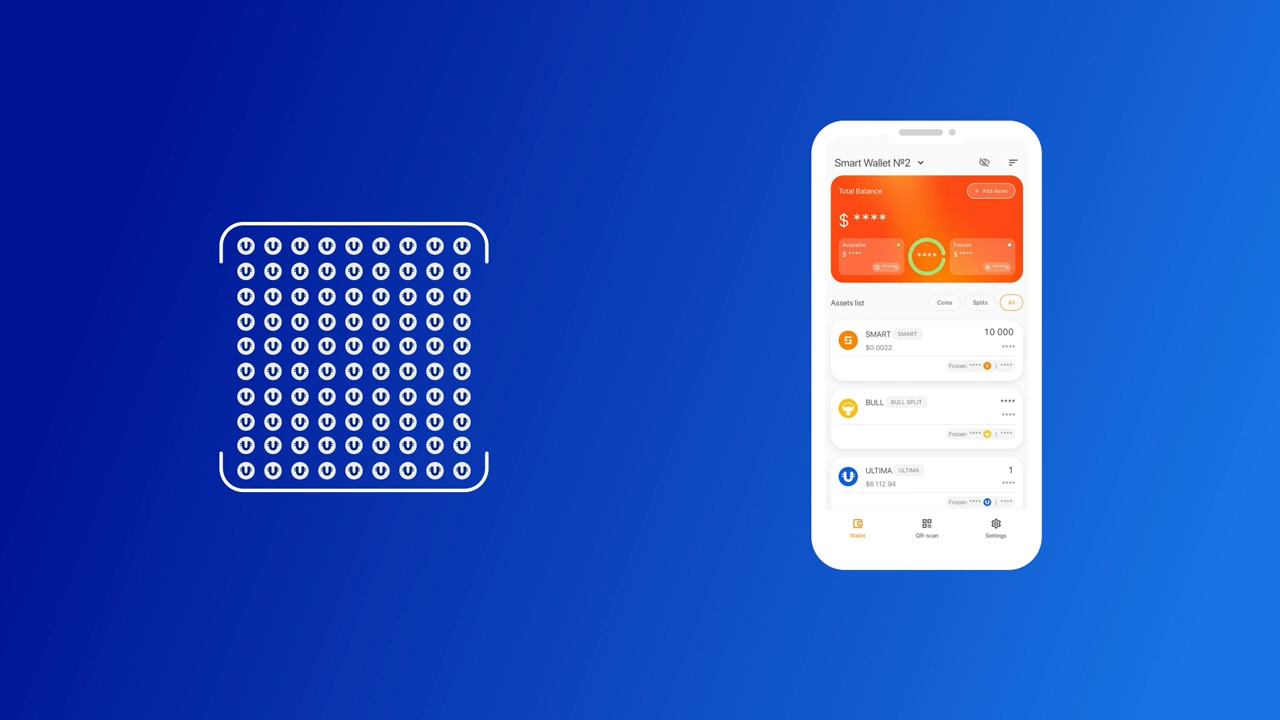 Smart Wallet №2
Total Balance
+ Add Asset
$ ****
Available
$ ****
****%
****
Frozen
$ ****
****%
Assets list
Coins
Splits
All
SMART SMART 10 000
$0.0022 ****
Frozen: **** | ****
BULL BULL SPLIT ****
****
Frozen: **** | ****
ULTIMA ULTIMA 1
$6 112.94 ****
Frozen: **** | ****
Wallet
QR-scan
Settings